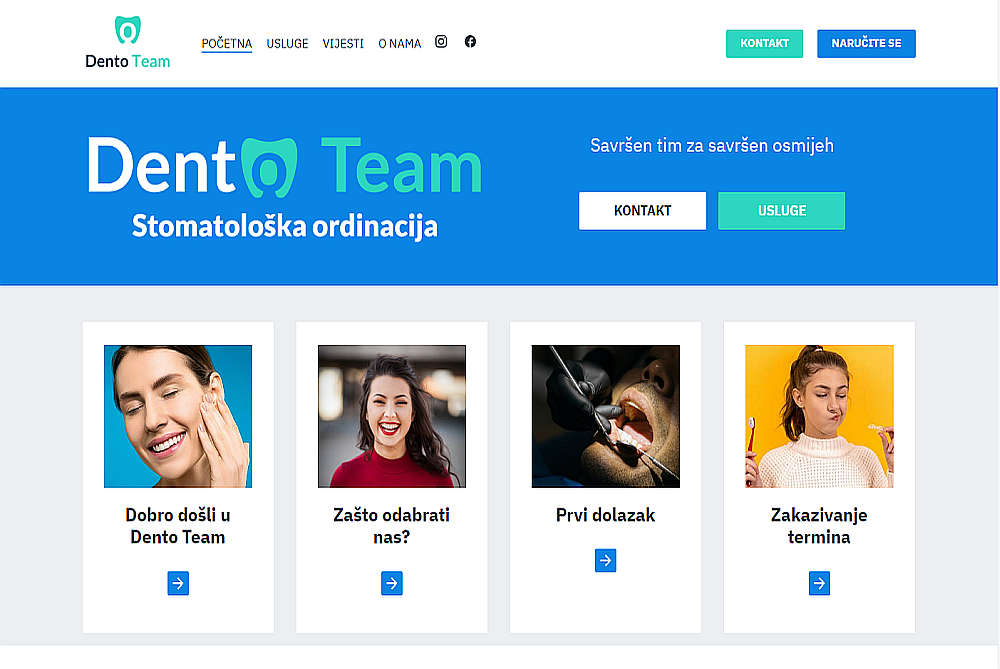 Dento Team
POČETNA USLUGE VIJESTI O NAMA
KONTAKT
NARUČITE SE
Dento Team
Stomatološka ordinacija
Savršen tim za savršen osmijeh
KONTAKT
USLUGE
Dobro došli u
Dento Team
Zašto odabrati
nas?
Prvi dolazak
Zakazivanje
termina